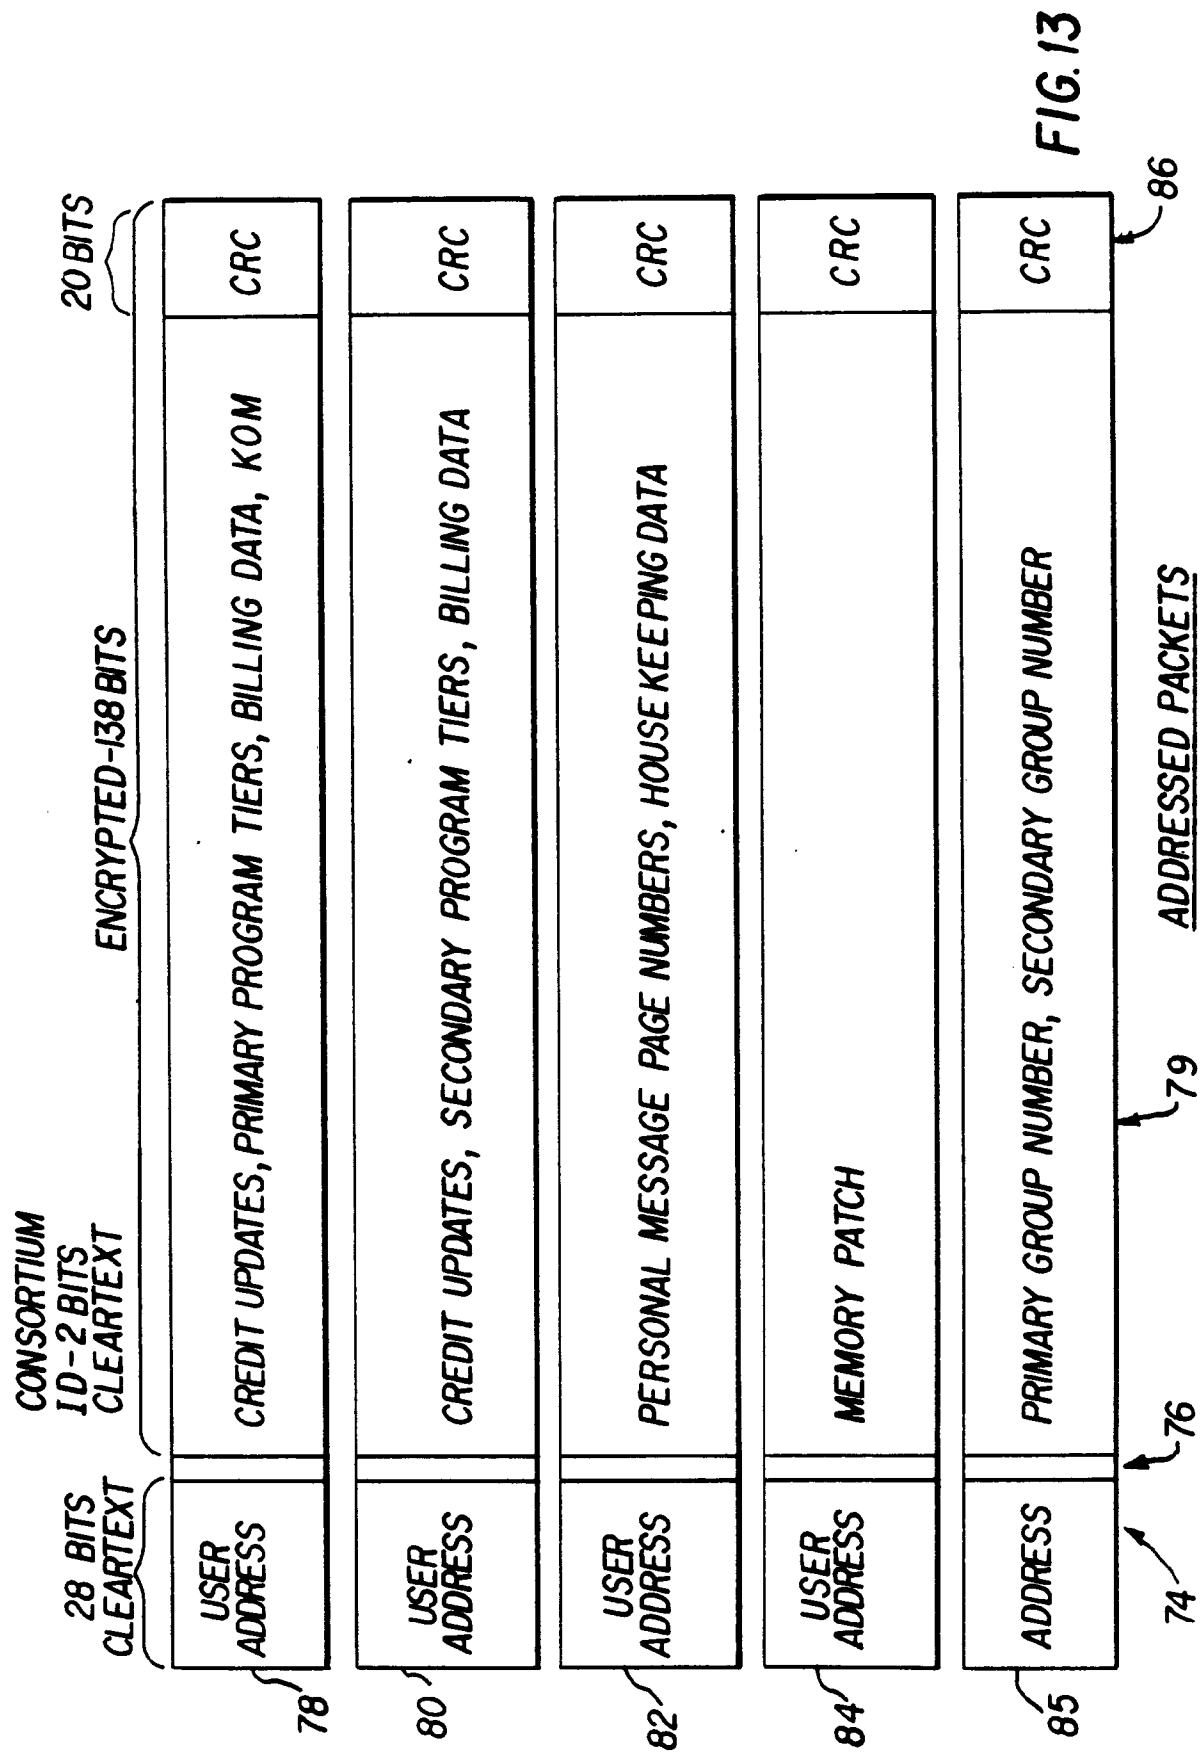 CONSORTIUM
ID-2 BITS
CLEARTEXT
28 BITS
CLEARTEXT
ENCRYPTED-138 BITS
20 BITS
USER
ADDRESS
CREDIT UPDATES, PRIMARY PROGRAM TIERS, BILLING DATA, KOM
CRC
78
USER
ADDRESS
CREDIT UPDATES, SECONDARY PROGRAM TIERS, BILLING DATA
CRC
80
USER
ADDRESS
PERSONAL MESSAGE PAGE NUMBERS, HOUSE KEEPING DATA
CRC
82
USER
ADDRESS
MEMORY PATCH
CRC
84
ADDRESS
PRIMARY GROUP NUMBER, SECONDARY GROUP NUMBER
CRC
85
74
76
79
86
ADDRESSED PACKETS
FIG. 13